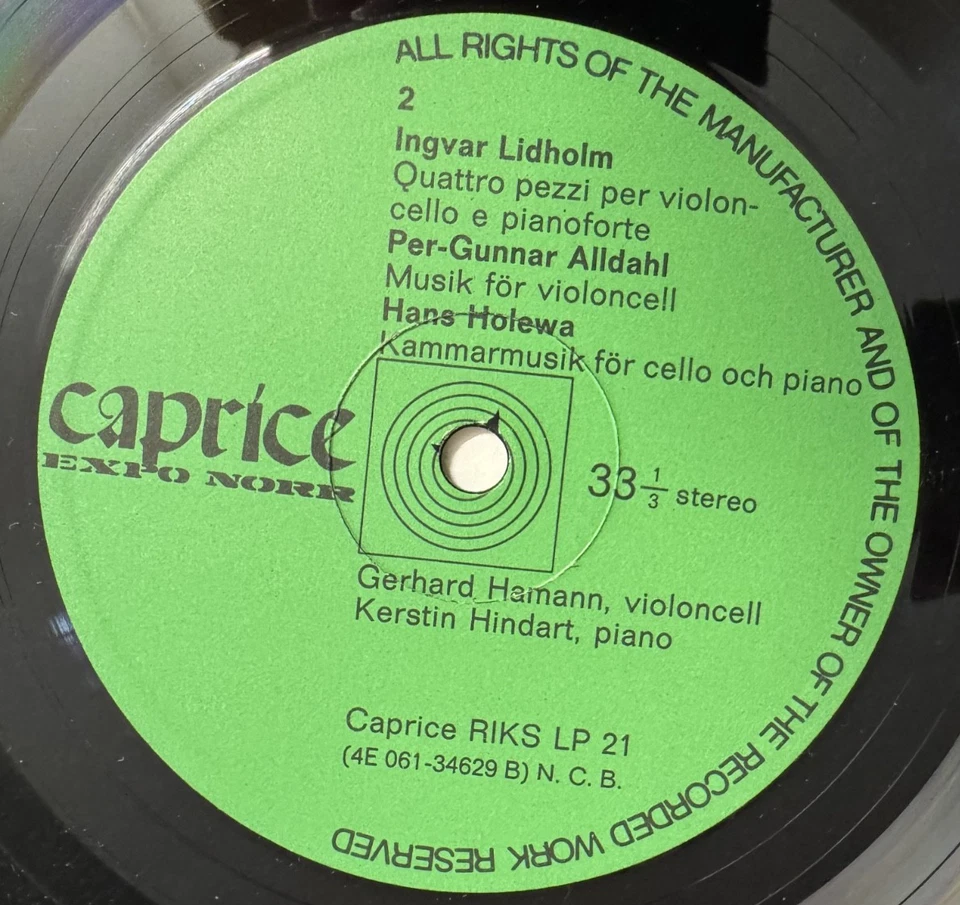 ALL RIGHTS OF THE MANUFACTURER AND OF THE OWNER OF THE RECORDED WORK RESERVED
2
Ingvar Lidholm
Quattro pezzi per violon-
cello e pianoforte
Per-Gunnar Alldahl
Musik för violoncell
Hans Holewa
Kammarmusik för cello och piano
caprice
EXPO NORR
33 1/3 stereo
Gerhard Hamann, violoncell
Kerstin Hindart, piano
Caprice RIKS LP 21
(4E 061-34629 B) N. C. B.